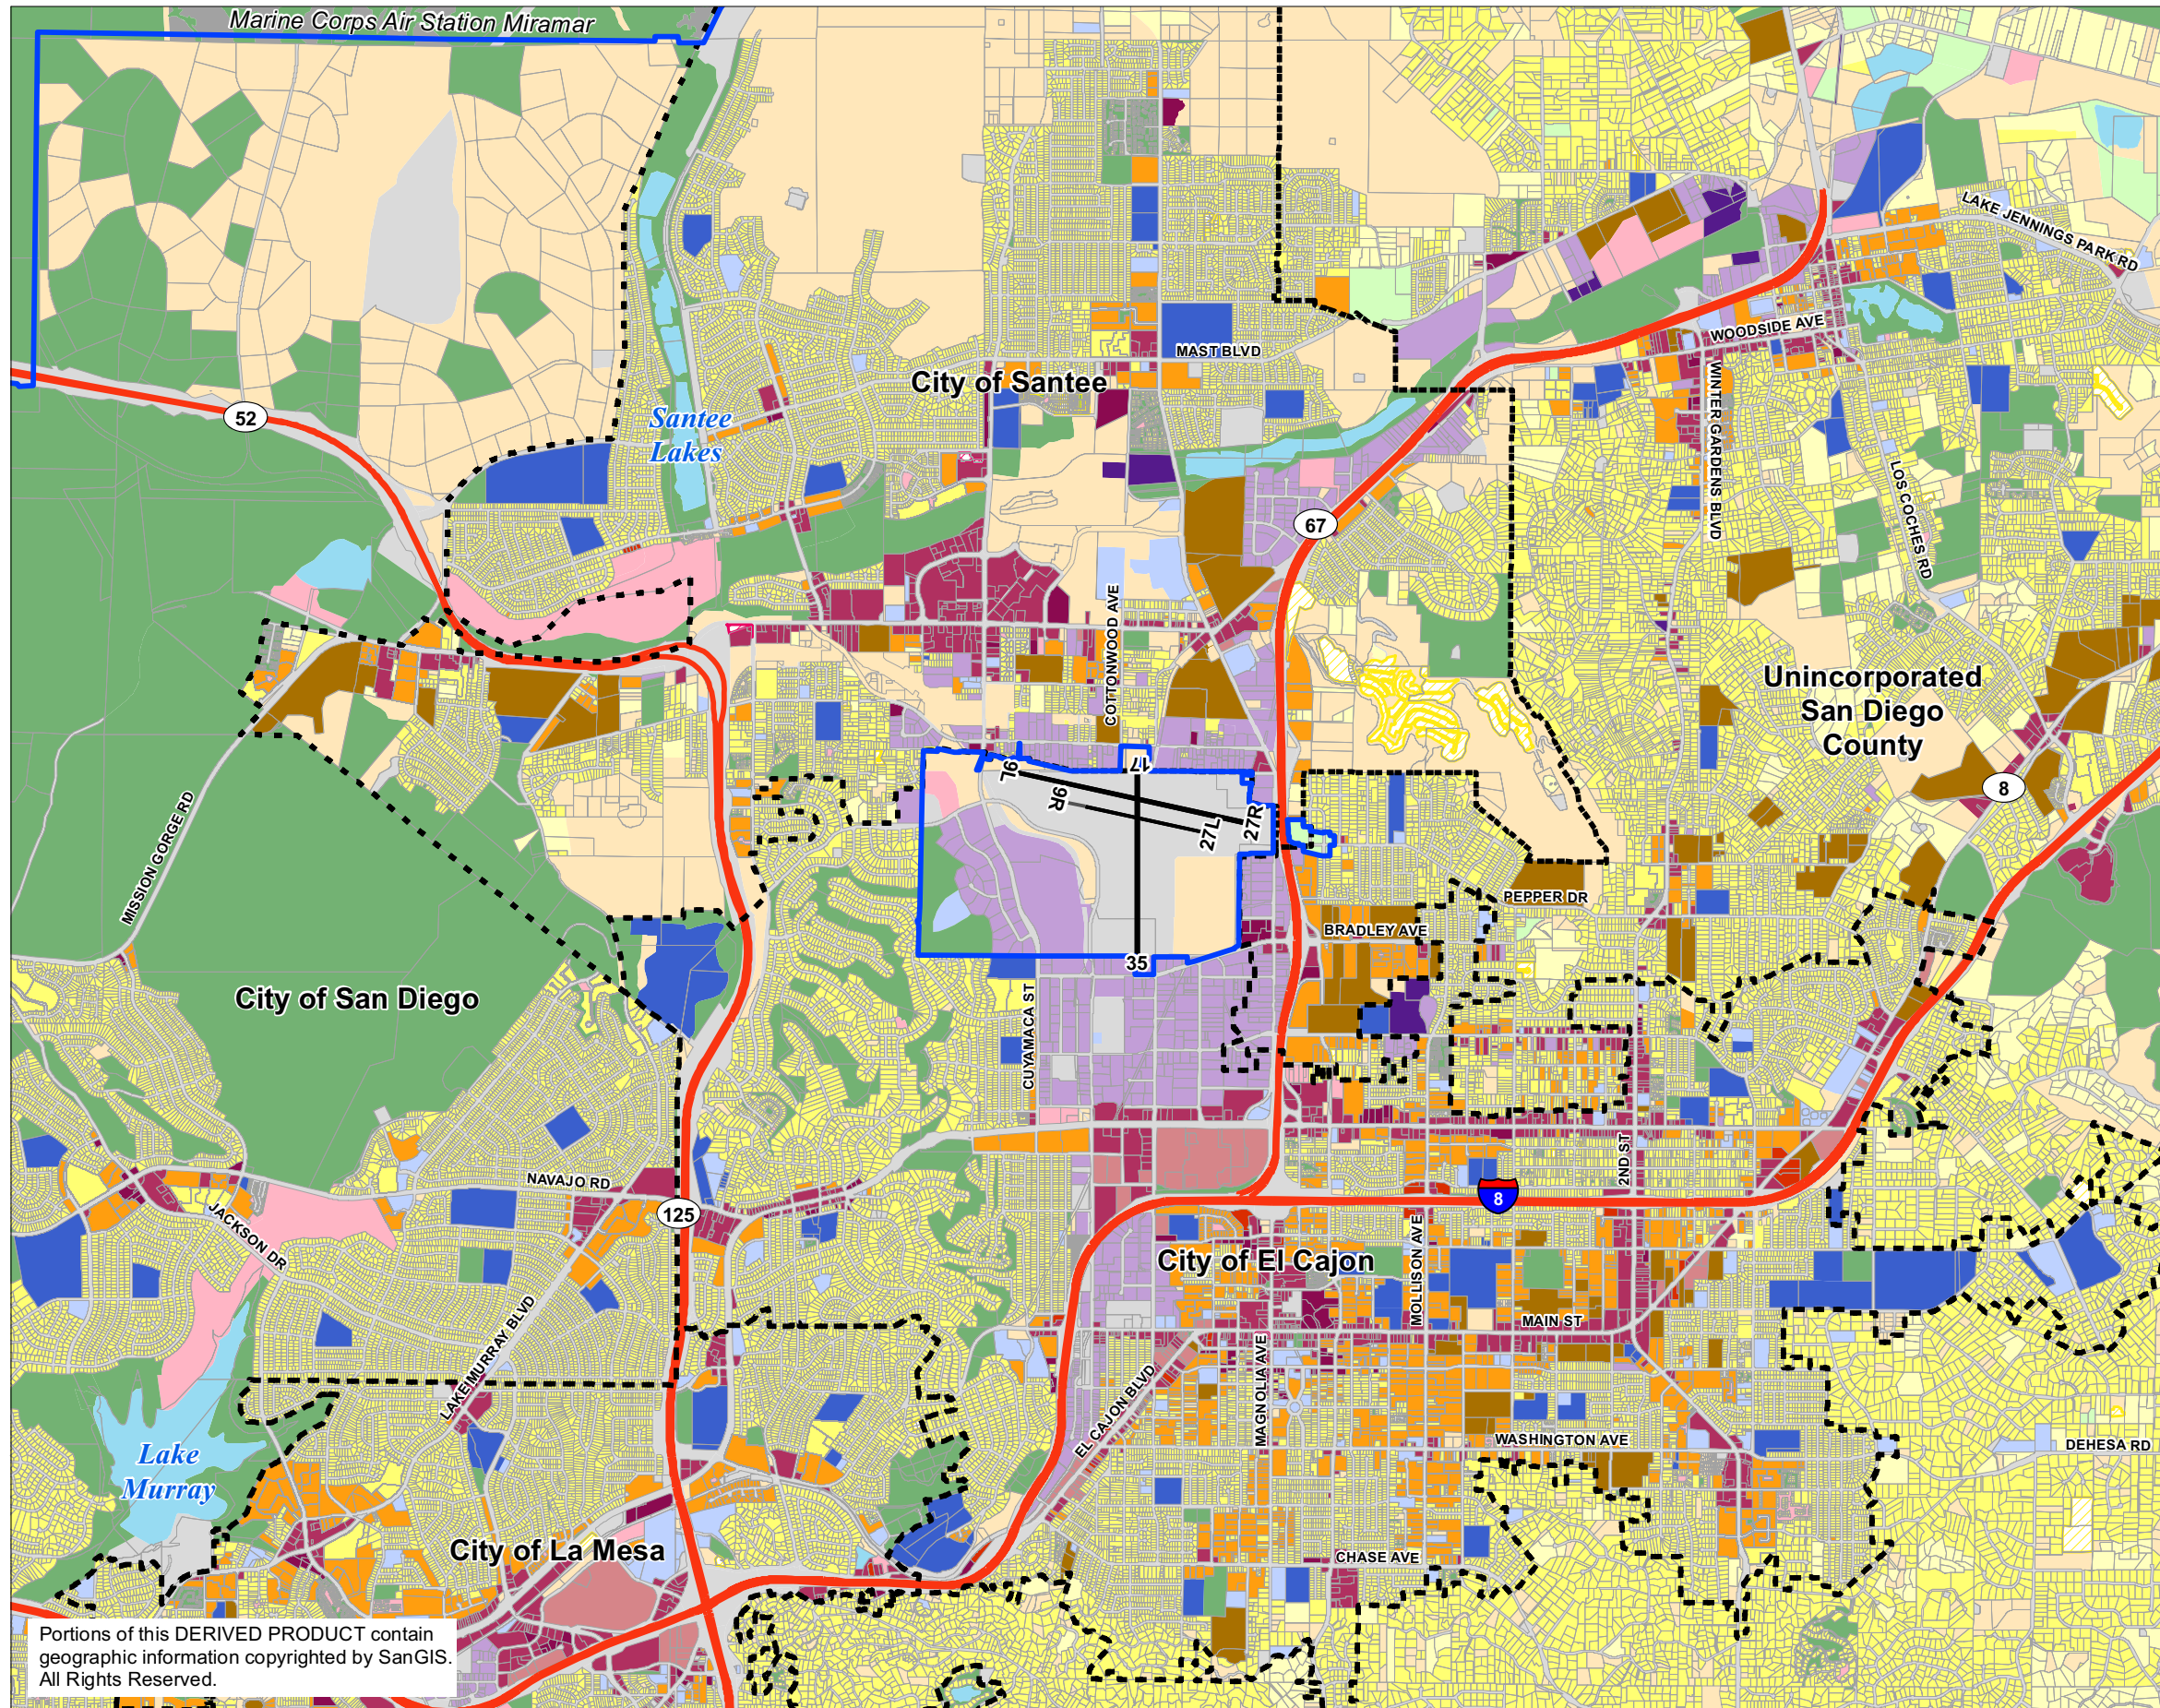 Marine Corps Air Station Miramar
LAKE JENNINGS PARK RD
WOODSIDE AVE
MAST BLVD
City of Santee
52
Santee
Lakes
WINTER GARDENS BLVD
LOS COCHES RD
67
COTTONWOOD AVE
Unincorporated
San Diego
County
8
9L
17
9R
27L
27R
MISSION GORGE RD
PEPPER DR
BRADLEY AVE
35
City of San Diego
CUYAMACA ST
2ND ST
NAVAJO RD
8
125
JACKSON DR
City of El Cajon
MOLLISON AVE
MAIN ST
LAKE MURRAY BLVD
MAGNOLIA AVE
EL CAJON BLVD
WASHINGTON AVE
DEHESA RD
Lake
Murray
City of La Mesa
CHASE AVE
Portions of this DERIVED PRODUCT contain
geographic information copyrighted by SanGIS.
All Rights Reserved.